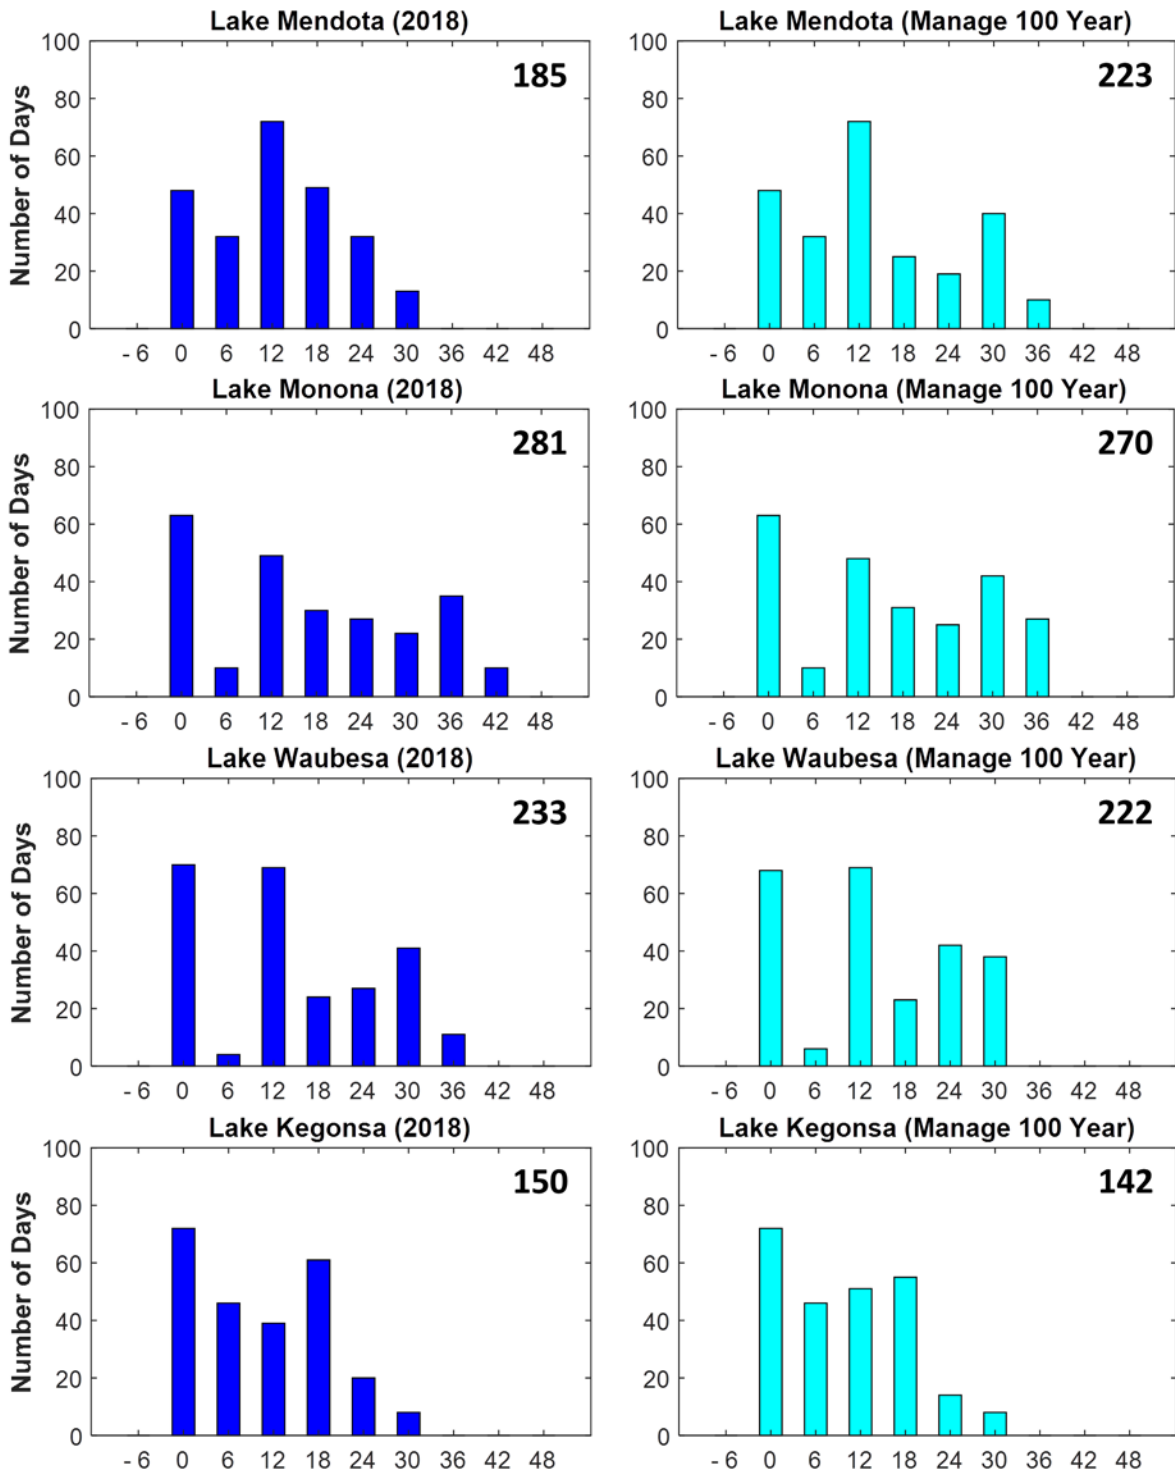 Lake Mendota (2018)
Lake Mendota (Manage 100 Year)
Number of Days
100
80
60
40
20
0
185
- 6 0 6 12 18 24 30 36 42 48
100
80
60
40
20
0
223
- 6 0 6 12 18 24 30 36 42 48
Lake Monona (2018)
Lake Monona (Manage 100 Year)
Number of Days
100
80
60
40
20
0
281
- 6 0 6 12 18 24 30 36 42 48
100
80
60
40
20
0
270
- 6 0 6 12 18 24 30 36 42 48
Lake Waubesa (2018)
Lake Waubesa (Manage 100 Year)
Number of Days
100
80
60
40
20
0
233
- 6 0 6 12 18 24 30 36 42 48
100
80
60
40
20
0
222
- 6 0 6 12 18 24 30 36 42 48
Lake Kegonsa (2018)
Lake Kegonsa (Manage 100 Year)
Number of Days
100
80
60
40
20
0
150
- 6 0 6 12 18 24 30 36 42 48
100
80
60
40
20
0
142
- 6 0 6 12 18 24 30 36 42 48